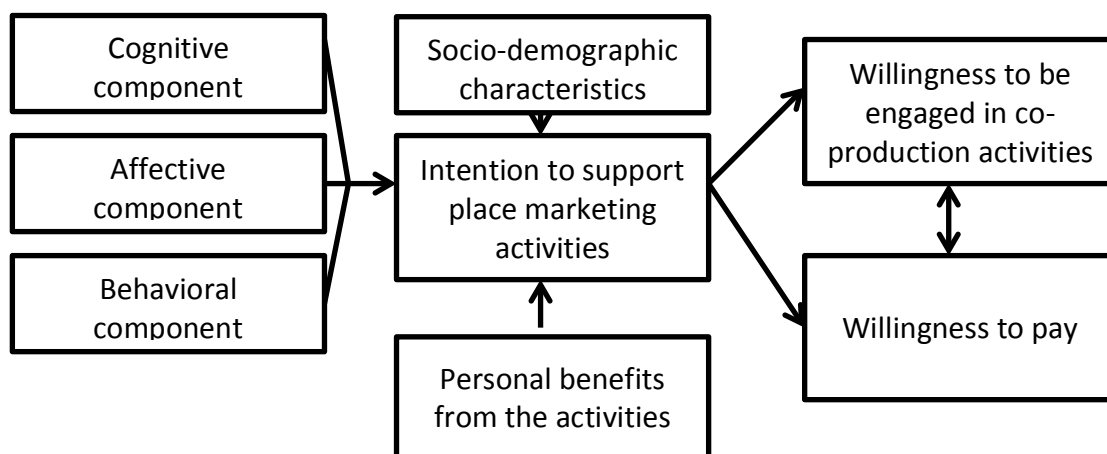 Cognitive
component
Affective
component
Behavioral
component
Socio-demographic
characteristics
Intention to support
place marketing
activities
Personal benefits
from the activities
Willingness to be
engaged in co-
production activities
Willingness to pay